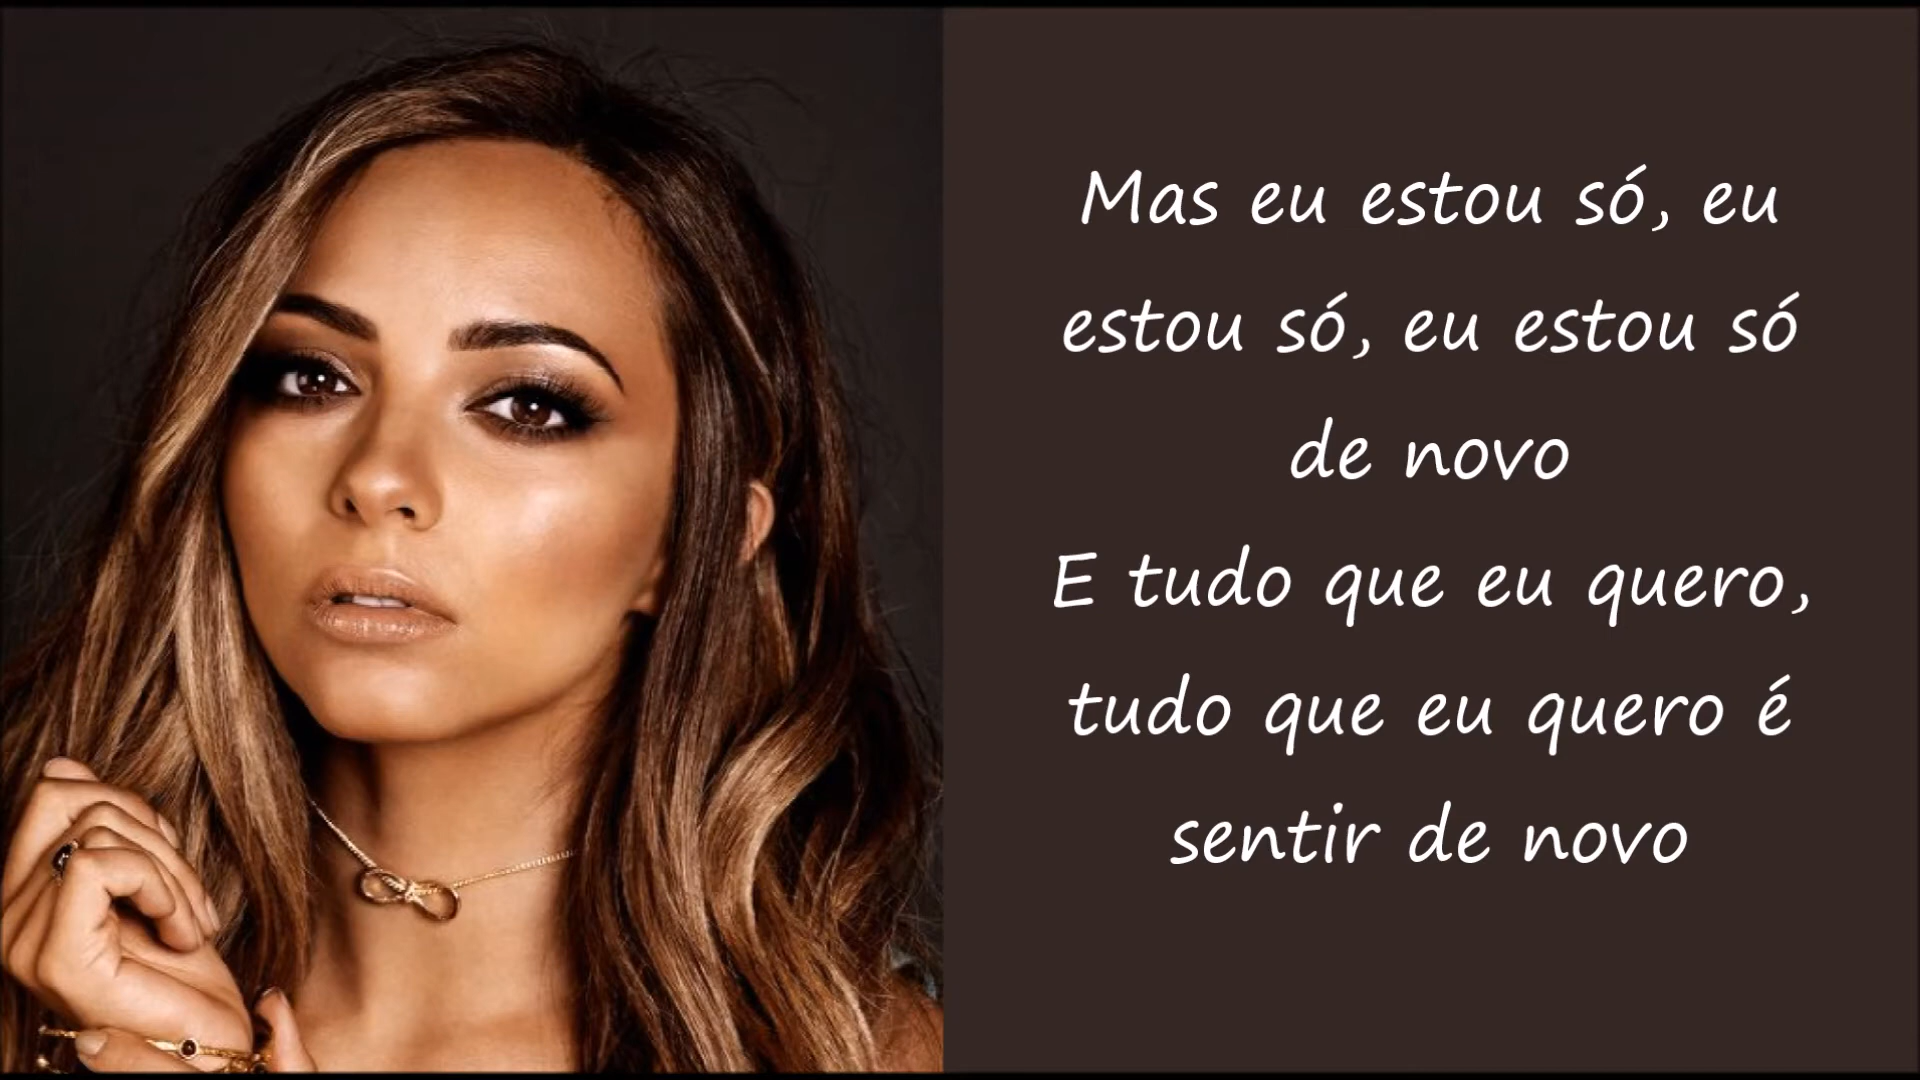 Mas eu estou só, eu
estou só, eu estou só
de novo
E tudo que eu quero,
tudo que eu quero é
sentir de novo